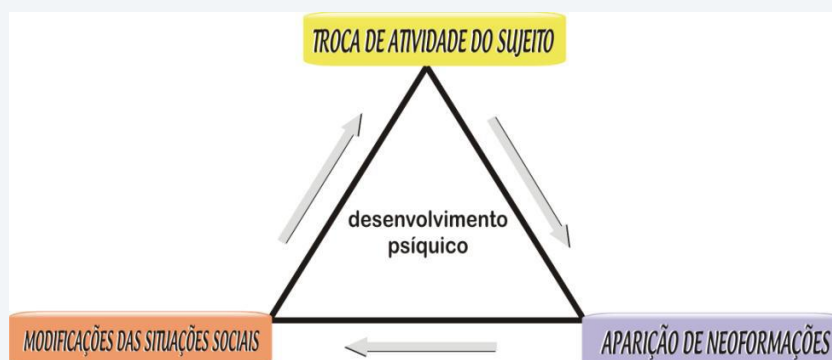 TROCA DE ATIVIDADE DO SUJEITO
desenvolvimento
psíquico
MODIFICAÇÕES DAS SITUAÇÕES SOCIAIS
APARIÇÃO DE NEOFORMAÇÕES